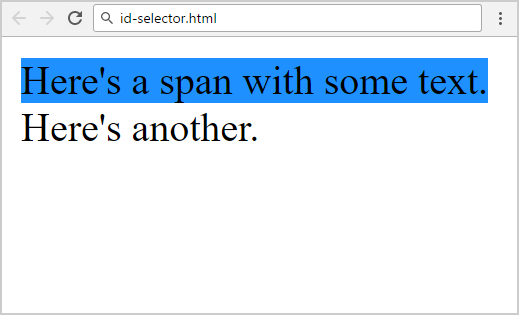 id-selector.html
Here's a span with some text.
Here's another.